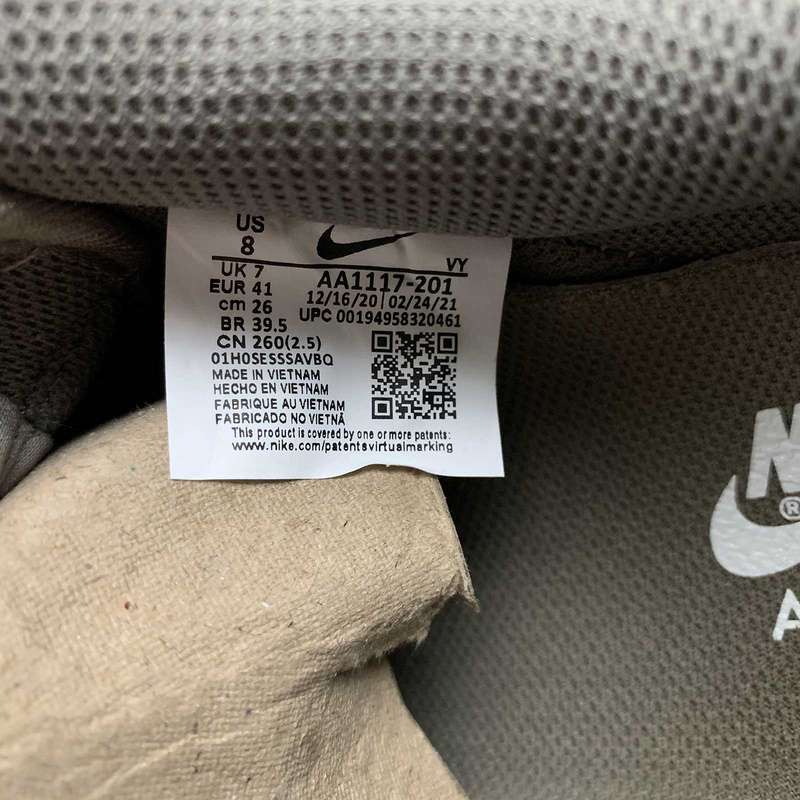 US
8
VY
UK 7
AA1117-201
EUR 41
12/16/20 | 02/24/21
cm 26
UPC 00194958320461
BR 39.5
CN 260(2.5)
01H0SESSSAVBQ
MADE IN VIETNAM
HECHO EN VIETNAM
FABRIQUE AU VIETNAM
FABRICADO NO VIETNÃ
This product is covered by one or more patents:
www.nike.com/patentsvirtualmarking
N
®
A